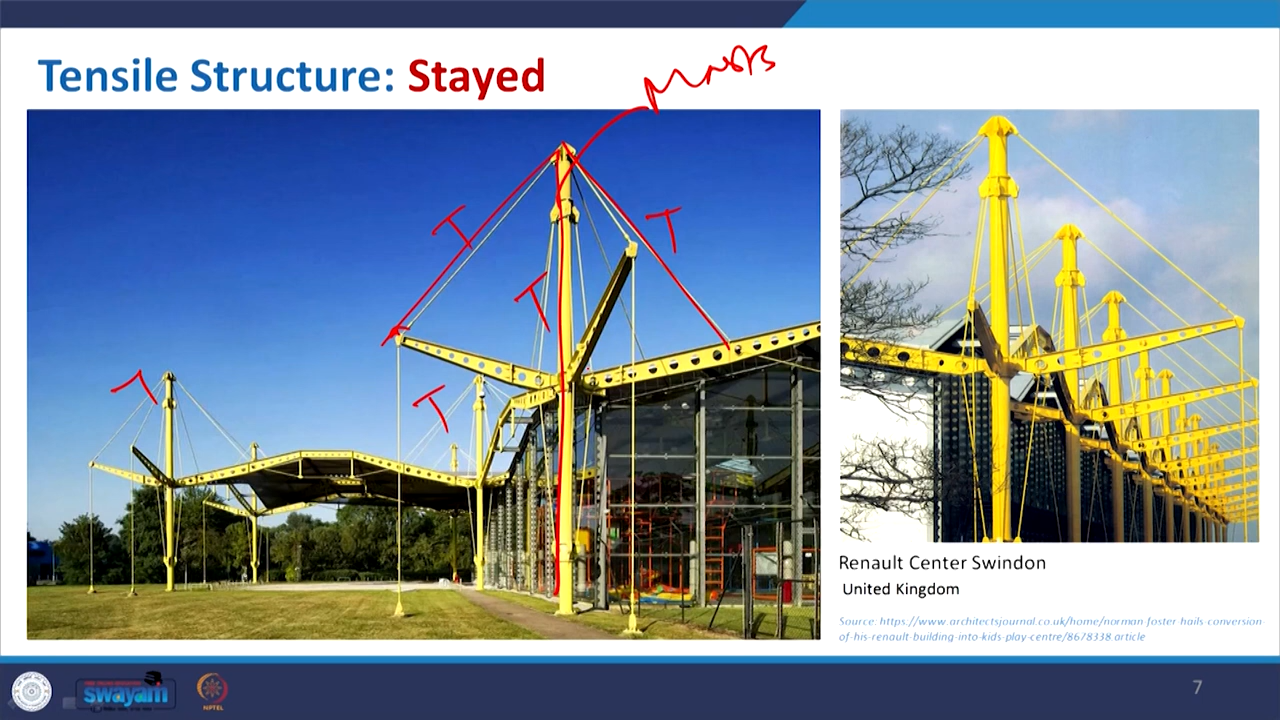 Tensile Structure: Stayed
Masts
T
T
T
T
T
Renault Center Swindon
United Kingdom
Source: https://www.architectsjournal.co.uk/home/norman-foster-hails-conversion-
of-his-renault-building-into-kids-play-centre/8678338.article
swayam
NPTEL
7